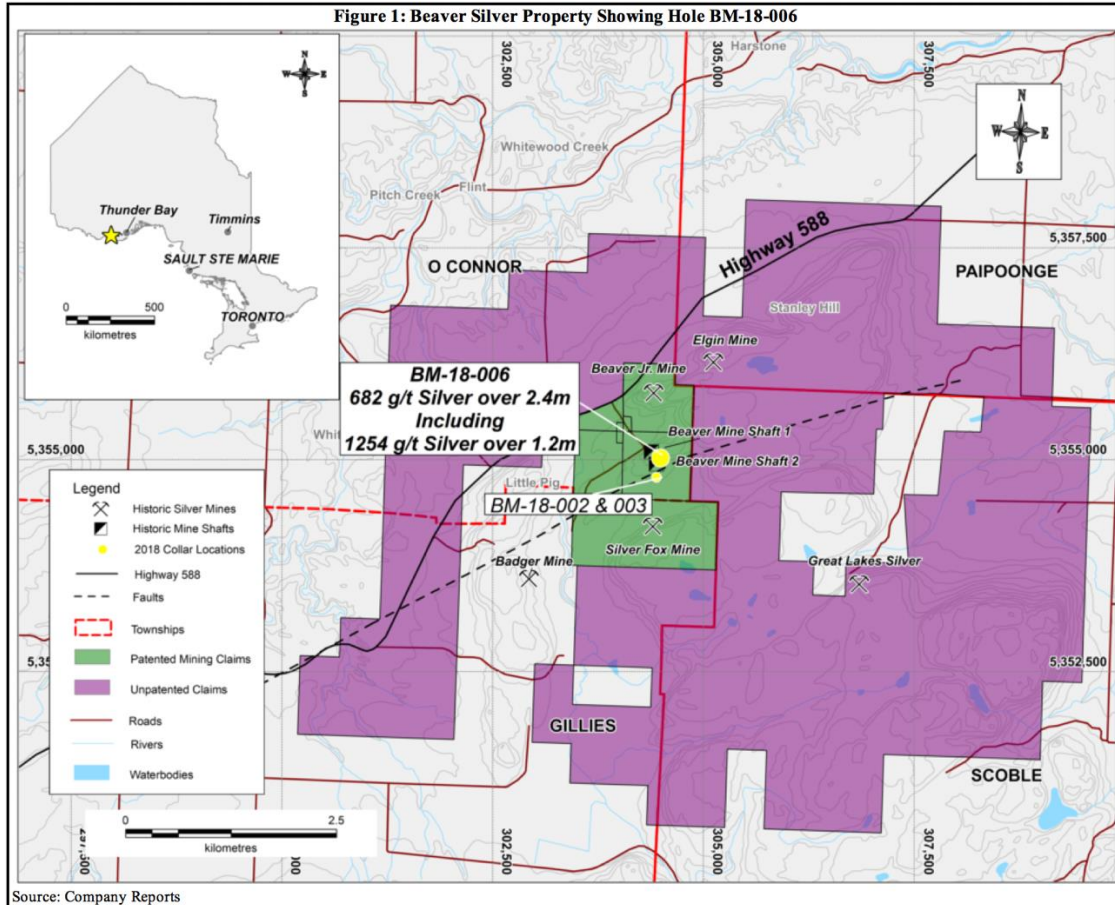 Figure 1: Beaver Silver Property Showing Hole BM-18-006
N
W E
S
Thunder Bay
Timmins
SAULT STE MARIE
TORONTO
0 500
kilometres
302,500
305,000
307,500
Harstone
N
W E
S
Whitewood Creek
Pitch Creek
Flint
Highway 588
5,357,500
O CONNOR
PAIPOONGE
Stanley Hill
Elgin Mine
Beaver Jr. Mine
BM-18-006
682 g/t Silver over 2.4m
Including
1254 g/t Silver over 1.2m
Beaver Mine Shaft 1
5,355,000
Beaver Mine Shaft 2
5,355,000
Little Pig
BM-18-002 & 003
Silver Fox Mine
Badger Mine
Great Lakes Silver
5,352,500
GILLIES
SCOBLE
Legend
Historic Silver Mines
Historic Mine Shafts
2018 Collar Locations
Highway 588
Faults
Townships
Patented Mining Claims
Unpatented Claims
Roads
Rivers
Waterbodies
0 2.5
kilometres
302,500
305,000
307,500
Source: Company Reports